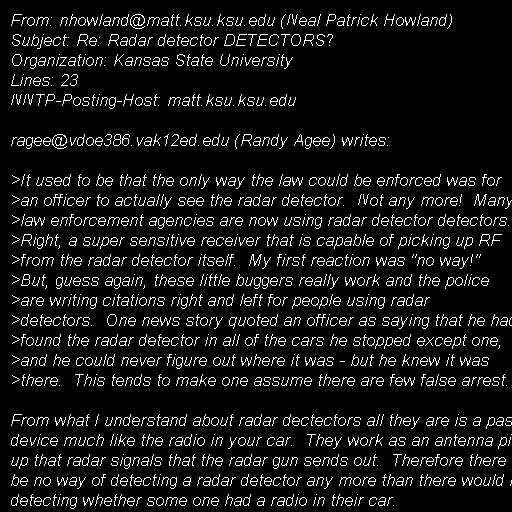 From: nhowland@matt.ksu.ksu.edu (Neal Patrick Howland)
Subject: Re: Radar detector DETECTORS?
Organization: Kansas State University
Lines: 23
NNTP-Posting-Host: matt.ksu.ksu.edu

ragee@vdoe386.vak12ed.edu (Randy Agee) writes:

>It used to be that the only way the law could be enforced was for
>an officer to actually see the radar detector.  Not any more!  Many
>law enforcement agencies are now using radar detector detectors.
>Right, a super sensitive receiver that is capable of picking up RF
>from the radar detector itself.  My first reaction was "no way!"
>But, guess again, these little buggers really work and the police
>are writing citations right and left for people using radar
>detectors.  One news story quoted an officer as saying that he had
>found the radar detector in all of the cars he stopped except one,
>and he could never figure out where it was - but he knew it was
>there.  This tends to make one assume there are few false arrest.

From what I understand about radar dectectors all they are is a pas
device much like the radio in your car.  They work as an antenna pi
up that radar signals that the radar gun sends out.  Therefore there
be no way of detecting a radar detector any more than there would
detecting whether some one had a radio in their car.